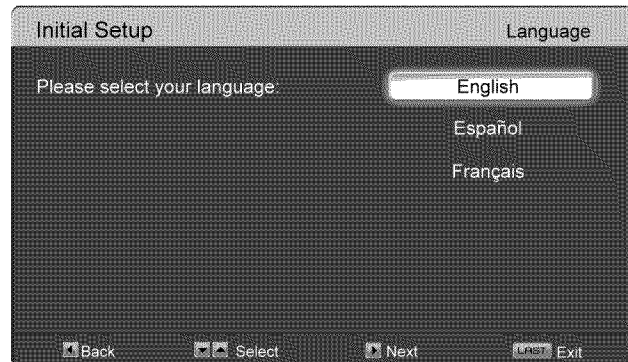 Initial Setup Language
Please select your language: English
Español
Français
Back Select Next LAST Exit